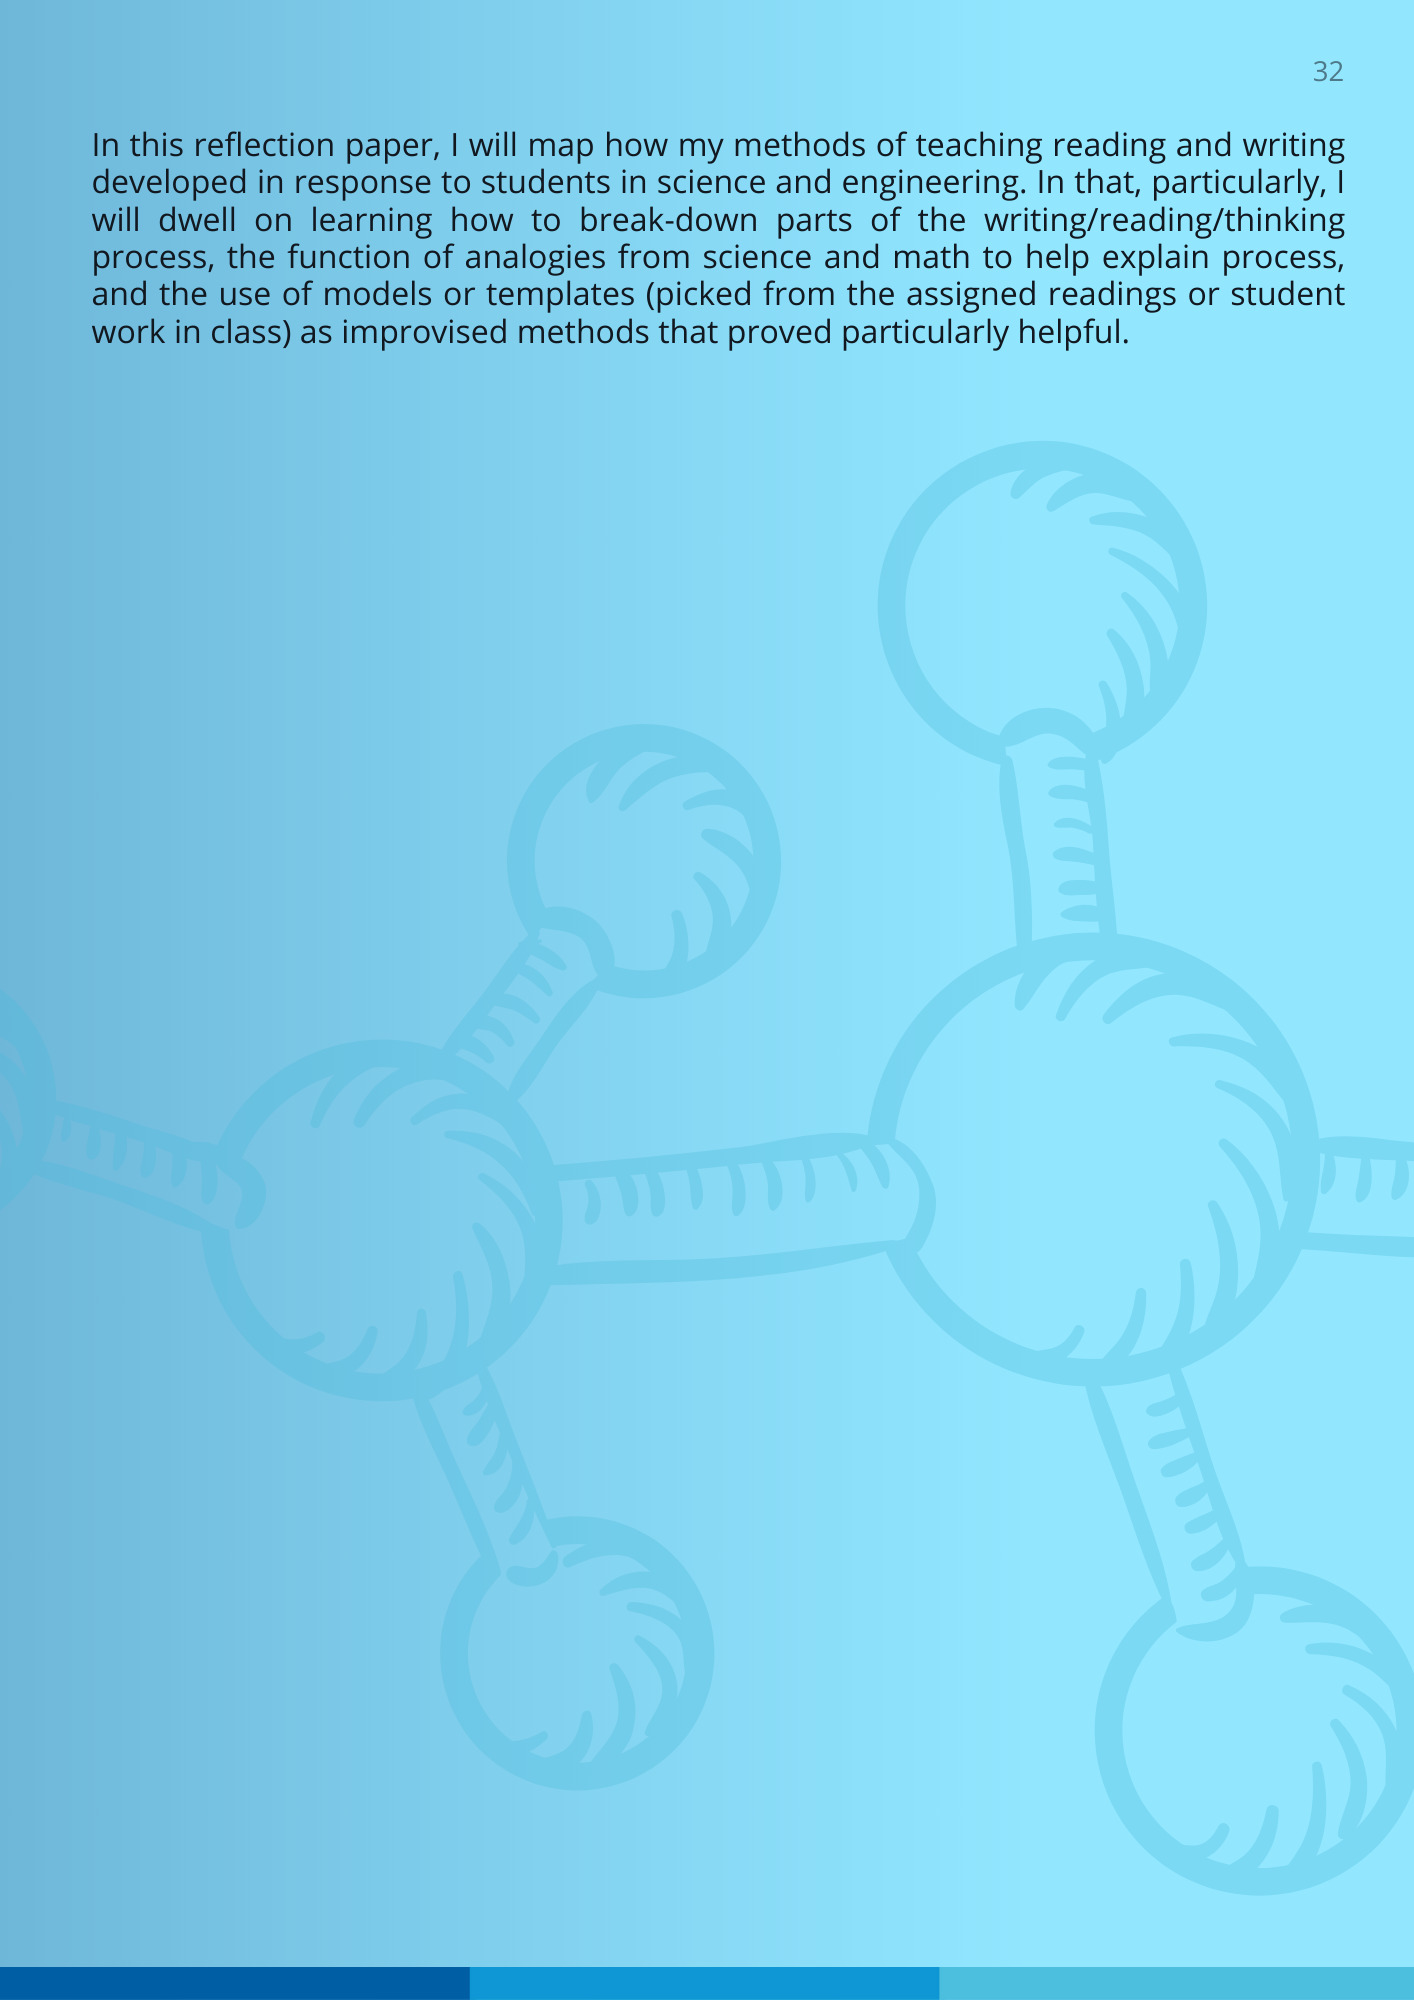 32
In this reflection paper, I will map how my methods of teaching reading and writing
developed in response to students in science and engineering. In that, particularly, I
will dwell on learning how to break-down parts of the writing/reading/thinking
process, the function of analogies from science and math to help explain process,
and the use of models or templates (picked from the assigned readings or student
work in class) as improvised methods that proved particularly helpful.